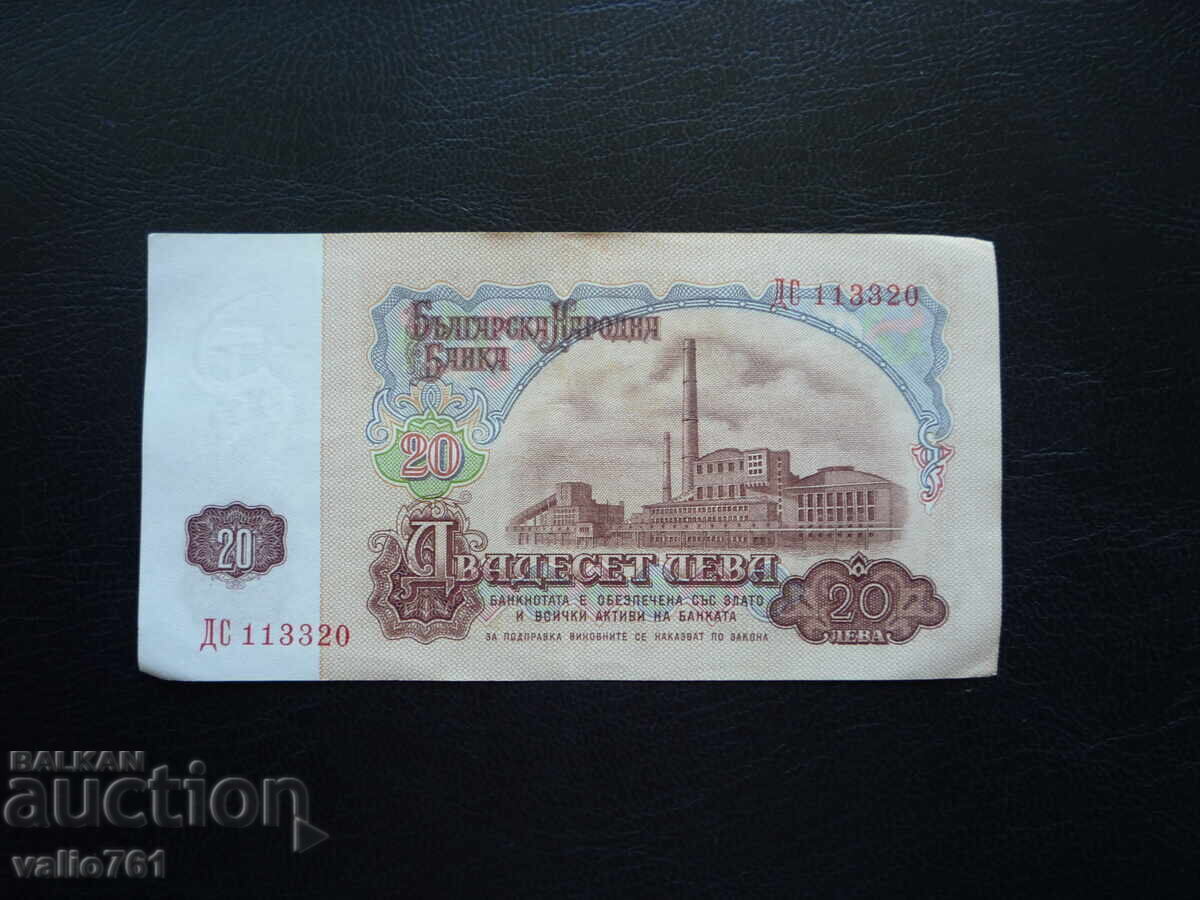 ДС 113320
БЪЛГАРСКА НАРОДНА
БАНКА
20
20
ДВАДЕСЕТ ЛЕВА
БАНКНОТАТА Е ОБЕЗПЕЧЕНА СЪС ЗЛАТО
И ВСИЧКИ АКТИВИ НА БАНКАТА
ЗА ПОДПРАВКА ВИНОВНИТЕ СЕ НАКАЗВАТ ПО ЗАКОНА
20
ЛЕВА
ДС 113320
BALKAN
auction
valio761